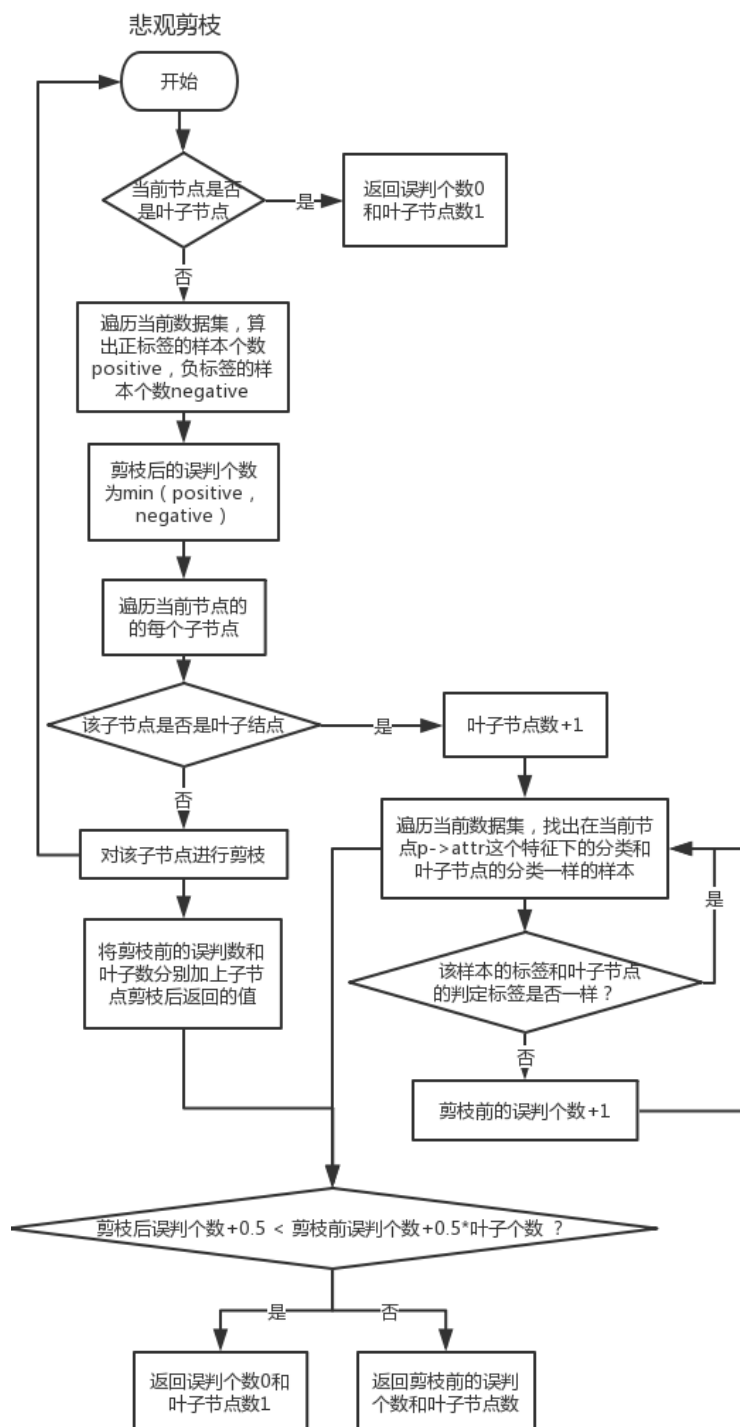 悲观剪枝
开始
当前节点是否
是叶子节点
是
返回误判个数0
和叶子节点数1
否
遍历当前数据集，算
出正标签的样本个数
positive，负标签的样
本个数negative
剪枝后的误判个数
为min（positive，
negative）
遍历当前节点的
的每个子节点
该子节点是否是叶子结点
是
叶子节点数+1
否
对该子节点进行剪枝
遍历当前数据集，找出在当前节
点p->attr这个特征下的分类和
叶子节点的分类一样的样本
是
将剪枝前的误判数和
叶子数分别加上子节
点剪枝后返回的值
该样本的标签和叶子节点
的判定标签是否一样？
否
剪枝前的误判个数+1
剪枝后误判个数+0.5 < 剪枝前误判个数+0.5*叶子个数 ？
是
否
返回误判个数0和
叶子节点数1
返回剪枝前的误判
个数和叶子节点数